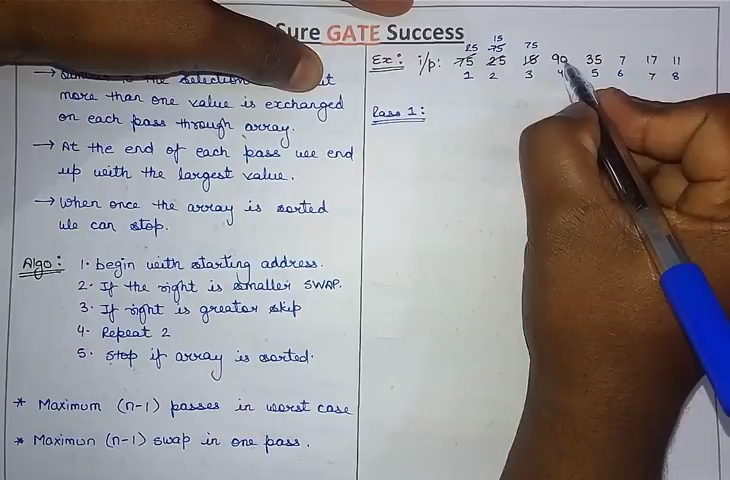 Sure GATE Success
to the selection
more than one value is exchanged
on each pass through array.
→ At the end of each pass we end
up with the largest value.
→ When once the array is sorted
we can stop.
Algo: 1. begin with starting address.
2. If the right is smaller SWAP.
3. If right is greater skip
4. Repeat 2
5. Stop if array is sorted.
* Maximum (n-1) passes in worst case
* Maximun (n-1) swap in one pass.
25 15 75
Ex: i/p: 75 25 90 35 7 17 11
1 2 3 4 5 6 7 8
Pass 1: